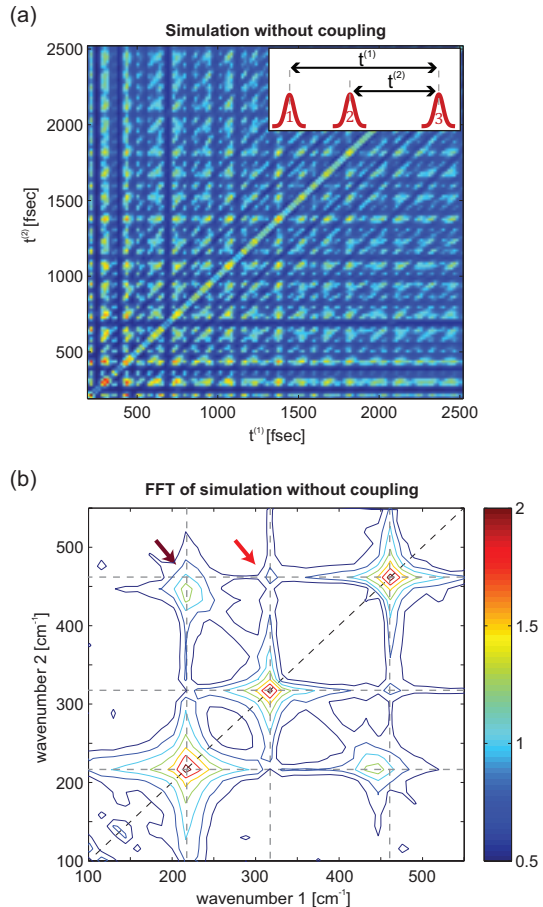 (a)
Simulation without coupling
2500
2000
1500
1000
500
t(2) [fsec]
t(1)
t(2)
1 2 3
500 1000 1500 2000 2500
t(1) [fsec]
(b)
FFT of simulation without coupling
500
400
300
200
100
wavenumber 2 [cm-1]
100 200 300 400 500
wavenumber 1 [cm-1]
2
1.5
1
0.5